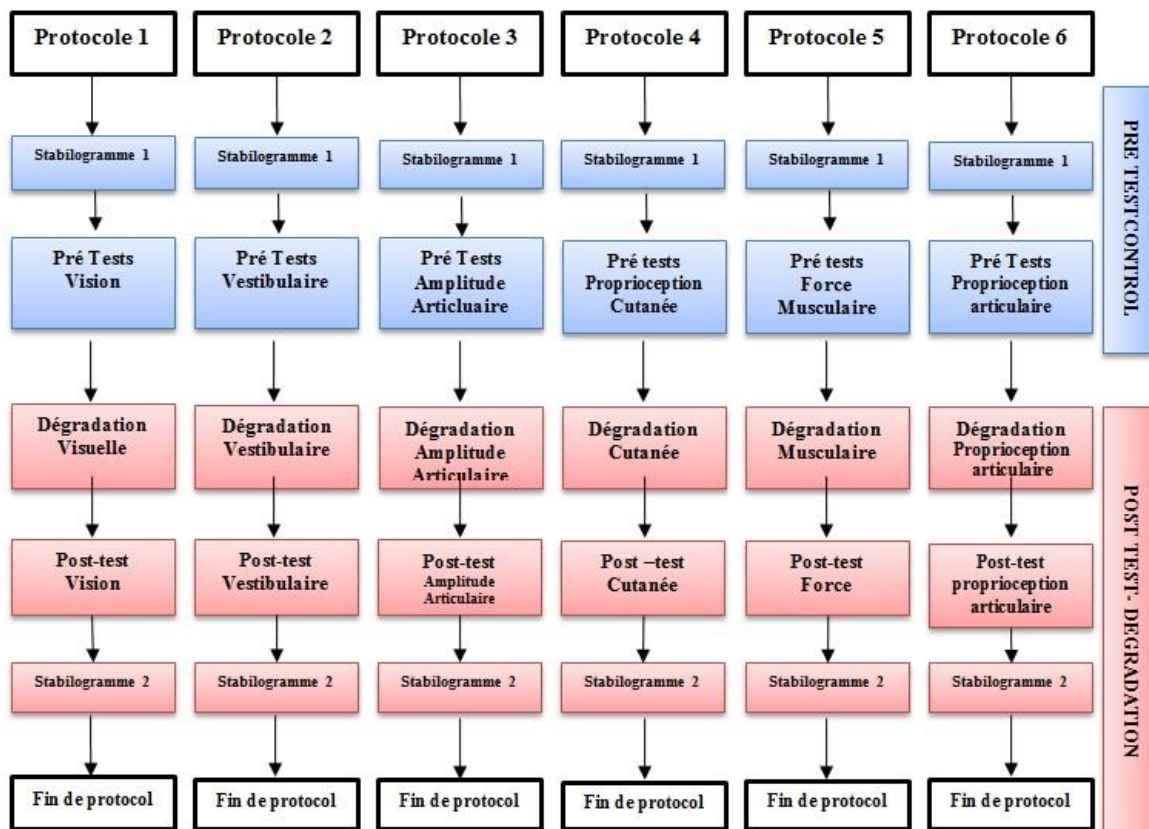 Protocole 1
Protocole 2
Protocole 3
Protocole 4
Protocole 5
Protocole 6
PRE TESTCONTROL
Stabilogramme 1
Stabilogramme 1
Stabilogramme 1
Stabilogramme 1
Stabilogramme 1
Stabilogramme 1
Pré Tests
Vision
Pré Tests
Vestibulaire
Pré Tests
Amplitude
Articluaire
Pré tests
Proprioception
Cutanée
Pré tests
Force
Musculaire
Pré Tests
Proprioception
articulaire
POST TEST- DEGRADATION
Dégradation
Visuelle
Dégradation
Vestibulaire
Dégradation
Amplitude
Articulaire
Dégradation
Cutanée
Dégradation
Musculaire
Dégradation
Proprioception
articulaire
Post-test
Vision
Post-test
Vestibulaire
Post-test
Amplitude
Articulaire
Post –test
Cutanée
Post-test
Force
Post-test
proprioception
articulaire
Stabilogramme 2
Stabilogramme 2
Stabilogramme 2
Stabilogramme 2
Stabilogramme 2
Stabilogramme 2
Fin de protocol
Fin de protocol
Fin de protocol
Fin de protocol
Fin de protocol
Fin de protocol